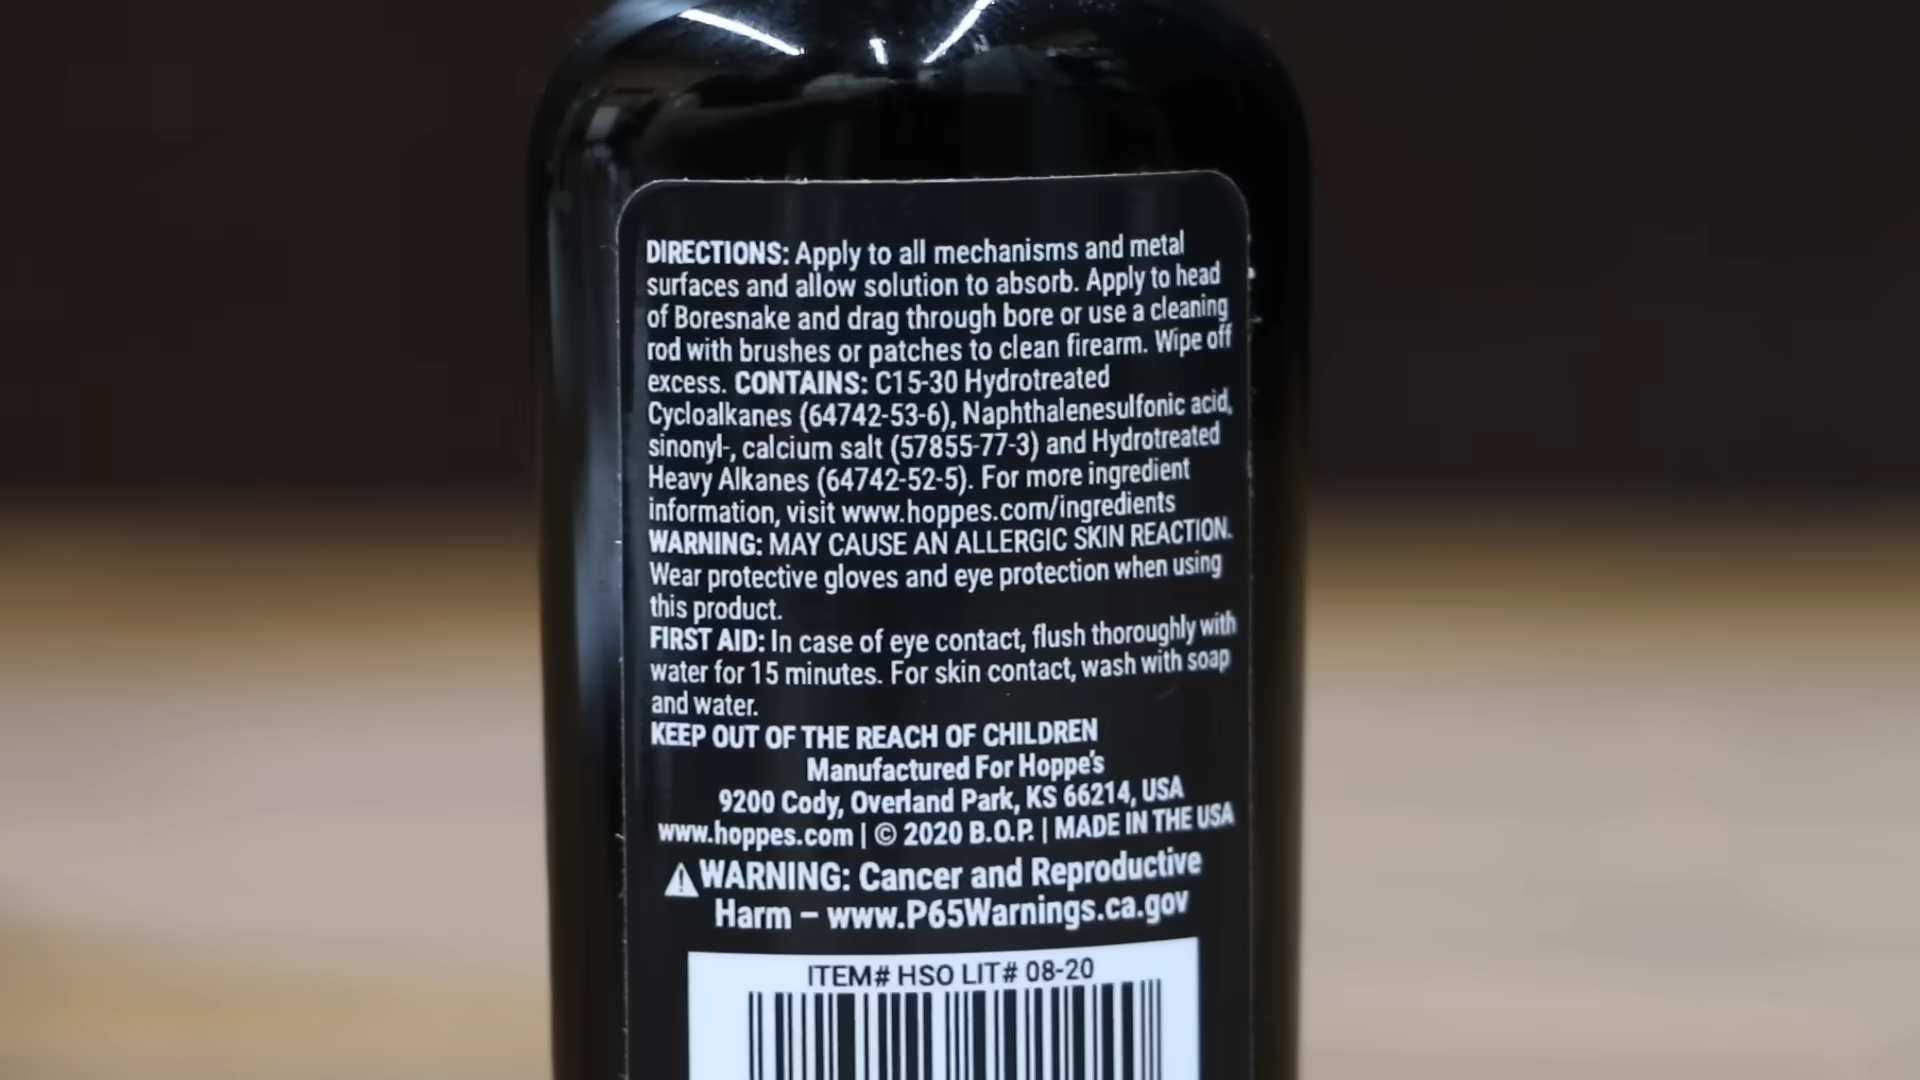 DIRECTIONS: Apply to all mechanisms and metal
surfaces and allow solution to absorb. Apply to head
of Boresnake and drag through bore or use a cleaning
rod with brushes or patches to clean firearm. Wipe off
excess. CONTAINS: C15-30 Hydrotreated
Cycloalkanes (64742-53-6), Naphthalenesulfonic acid,
sinonyl-, calcium salt (57855-77-3) and Hydrotreated
Heavy Alkanes (64742-52-5). For more ingredient
information, visit www.hoppes.com/ingredients
WARNING: MAY CAUSE AN ALLERGIC SKIN REACTION.
Wear protective gloves and eye protection when using
this product.
FIRST AID: In case of eye contact, flush thoroughly with
water for 15 minutes. For skin contact, wash with soap
and water.
KEEP OUT OF THE REACH OF CHILDREN
Manufactured For Hoppe's
9200 Cody, Overland Park, KS 66214, USA
www.hoppes.com | © 2020 B.O.P. | MADE IN THE USA
WARNING: Cancer and Reproductive
Harm – www.P65Warnings.ca.gov
ITEM# HSO LIT# 08-20